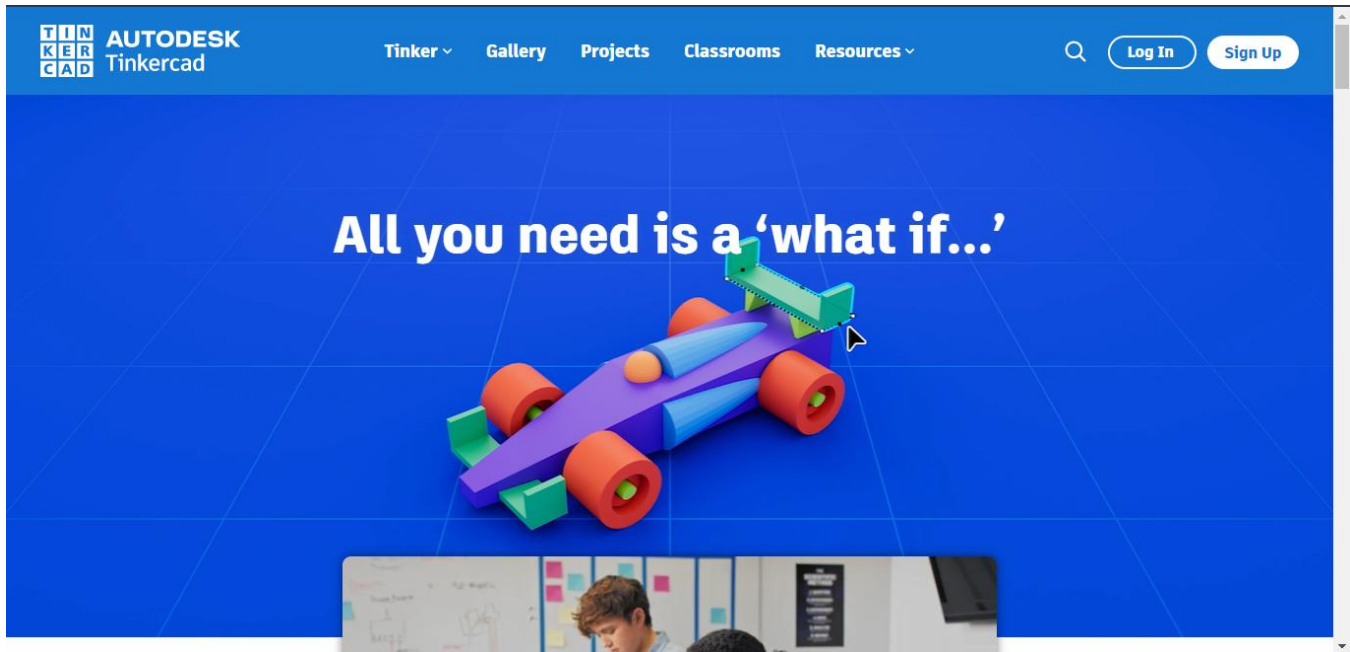 TIN
KER
CAD
AUTODESK
Tinkercad
Tinker
Gallery
Projects
Classrooms
Resources
Log In
Sign Up
All you need is a ‘what if...’